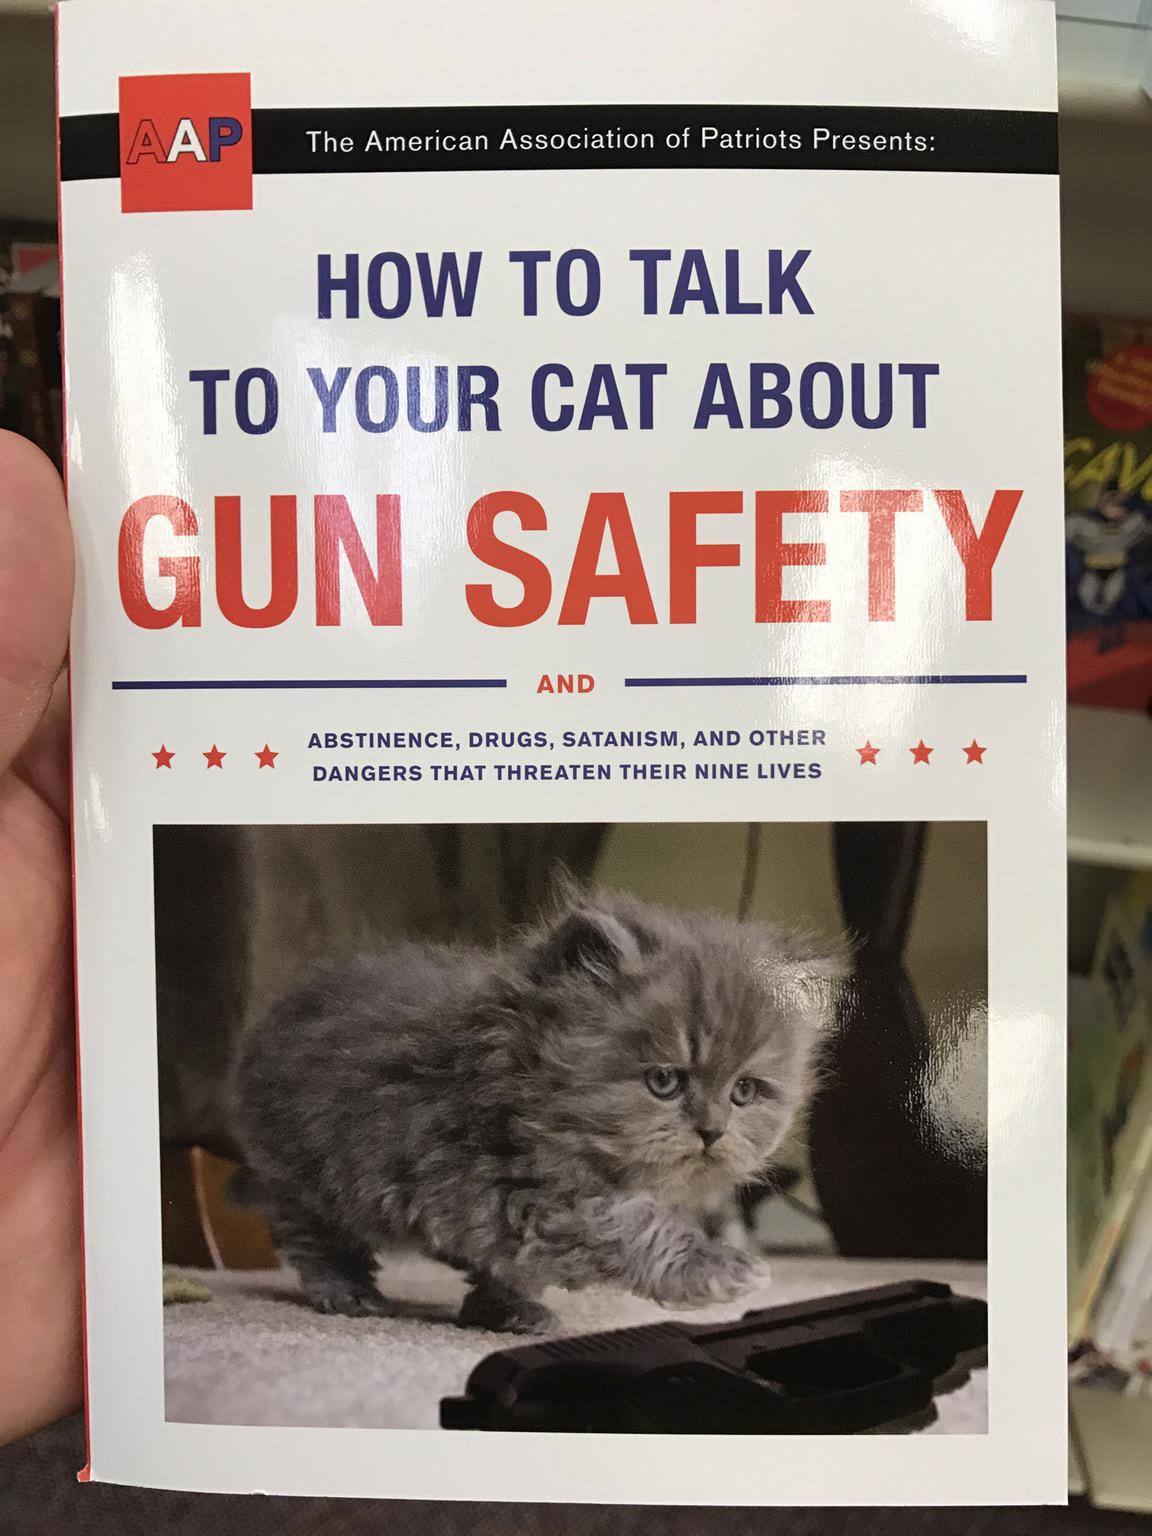 AAP
The American Association of Patriots Presents:
HOW TO TALK
TO YOUR CAT ABOUT
GUN SAFETY
AND
ABSTINENCE, DRUGS, SATANISM, AND OTHER
DANGERS THAT THREATEN THEIR NINE LIVES